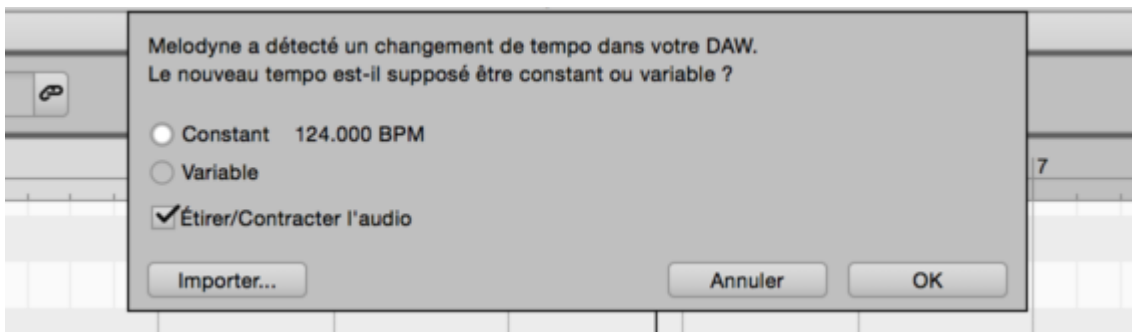 Melodyne a détecté un changement de tempo dans votre DAW.
Le nouveau tempo est-il supposé être constant ou variable ?
Constant 124.000 BPM
7
Variable
Étirer/Contracter l'audio
Importer... Annuler OK